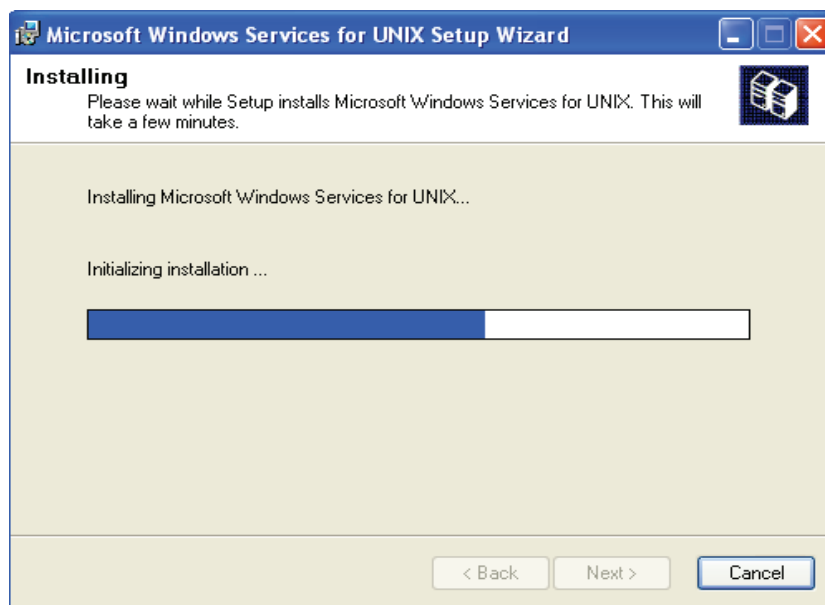 Microsoft Windows Services for UNIX Setup Wizard
Installing
Please wait while Setup installs Microsoft Windows Services for UNIX. This will
take a few minutes.
Installing Microsoft Windows Services for UNIX...
Initializing installation ...
< Back
Next >
Cancel